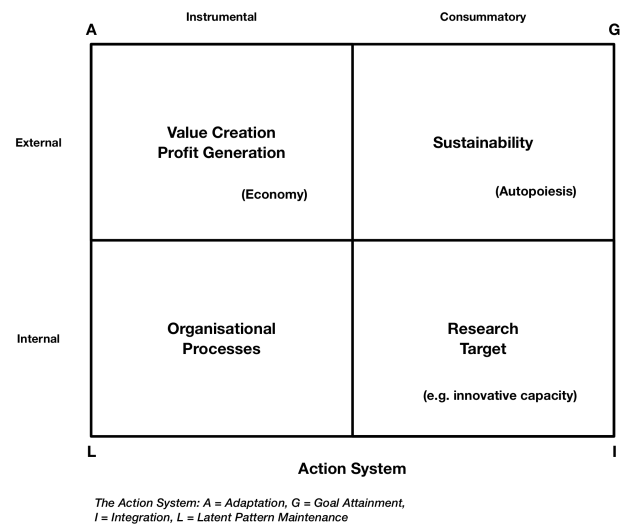 Instrumental
Consummatory
A
G
External
Value Creation
Profit Generation
(Economy)
Sustainability
(Autopoiesis)
Internal
Organisational
Processes
Research
Target
(e.g. innovative capacity)
L
I
Action System
The Action System: A = Adaptation, G = Goal Attainment,
I = Integration, L = Latent Pattern Maintenance